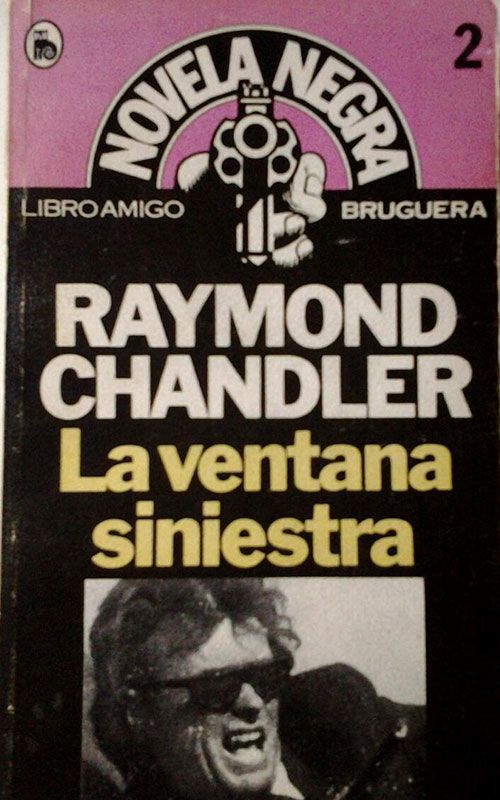 2
NOVELA NEGRA
LIBRO AMIGO
BRUGUERA
RAYMOND
CHANDLER
La ventana
siniestra